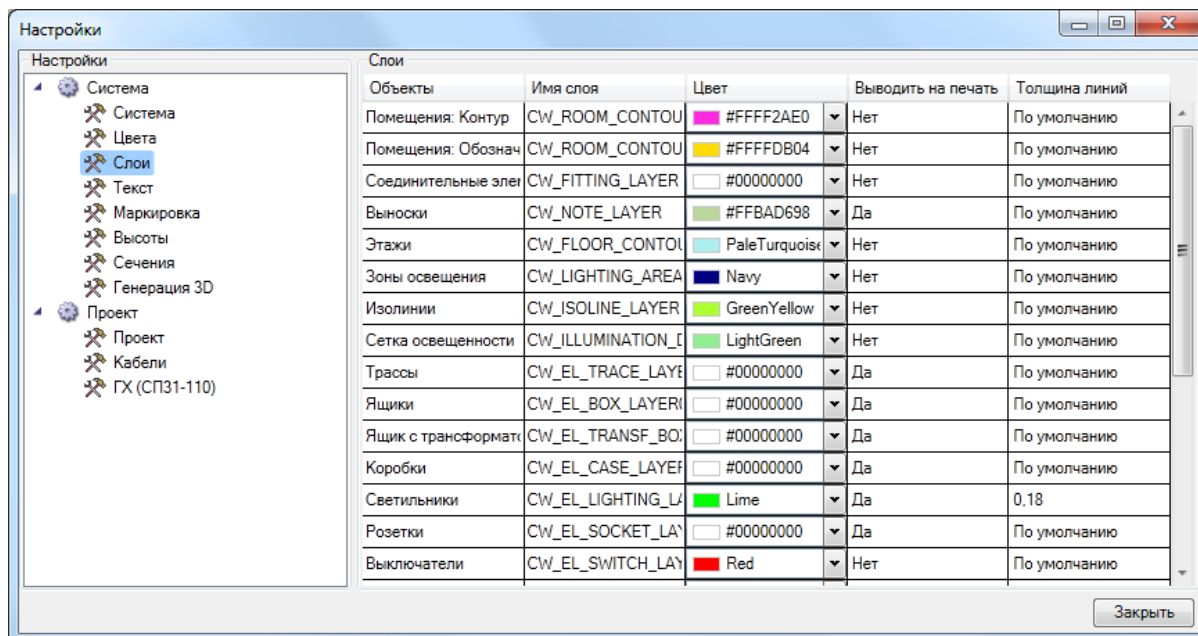 Настройки
Настройки
Система
Система
Цвета
Слои
Текст
Маркировка
Высоты
Сечения
Генерация 3D
Проект
Проект
Кабели
ГХ (СП31-110)
Слои
Объекты Имя слоя Цвет Выводить на печать Толщина линий
Помещения: Контур CW_ROOM_CONTOU #FFFF2AE0 Нет По умолчанию
Помещения: Обознач CW_ROOM_CONTOU #FFFFDB04 Нет По умолчанию
Соединительные элег CW_FITTING_LAYER #00000000 Нет По умолчанию
Выноски CW_NOTE_LAYER #FFBAD698 Да По умолчанию
Этажи CW_FLOOR_CONTOU PaleTurquoise Нет По умолчанию
Зоны освещения CW_LIGHTING_AREA Navy Нет По умолчанию
Изолинии CW_ISOLINE_LAYER GreenYellow Нет По умолчанию
Сетка освещенности CW_ILLUMINATION_D LightGreen Нет По умолчанию
Трассы CW_EL_TRACE_LAYE #00000000 Да По умолчанию
Ящики CW_EL_BOX_LAYER( #00000000 Да По умолчанию
Ящик с трансформато CW_EL_TRANSF_BO #00000000 Да По умолчанию
Коробки CW_EL_CASE_LAYER #00000000 Да По умолчанию
Светильники CW_EL_LIGHTING_LA Lime Да 0,18
Розетки CW_EL_SOCKET_LAY #00000000 Да По умолчанию
Выключатели CW_EL_SWITCH_LAY Red Нет По умолчанию
Закрыть